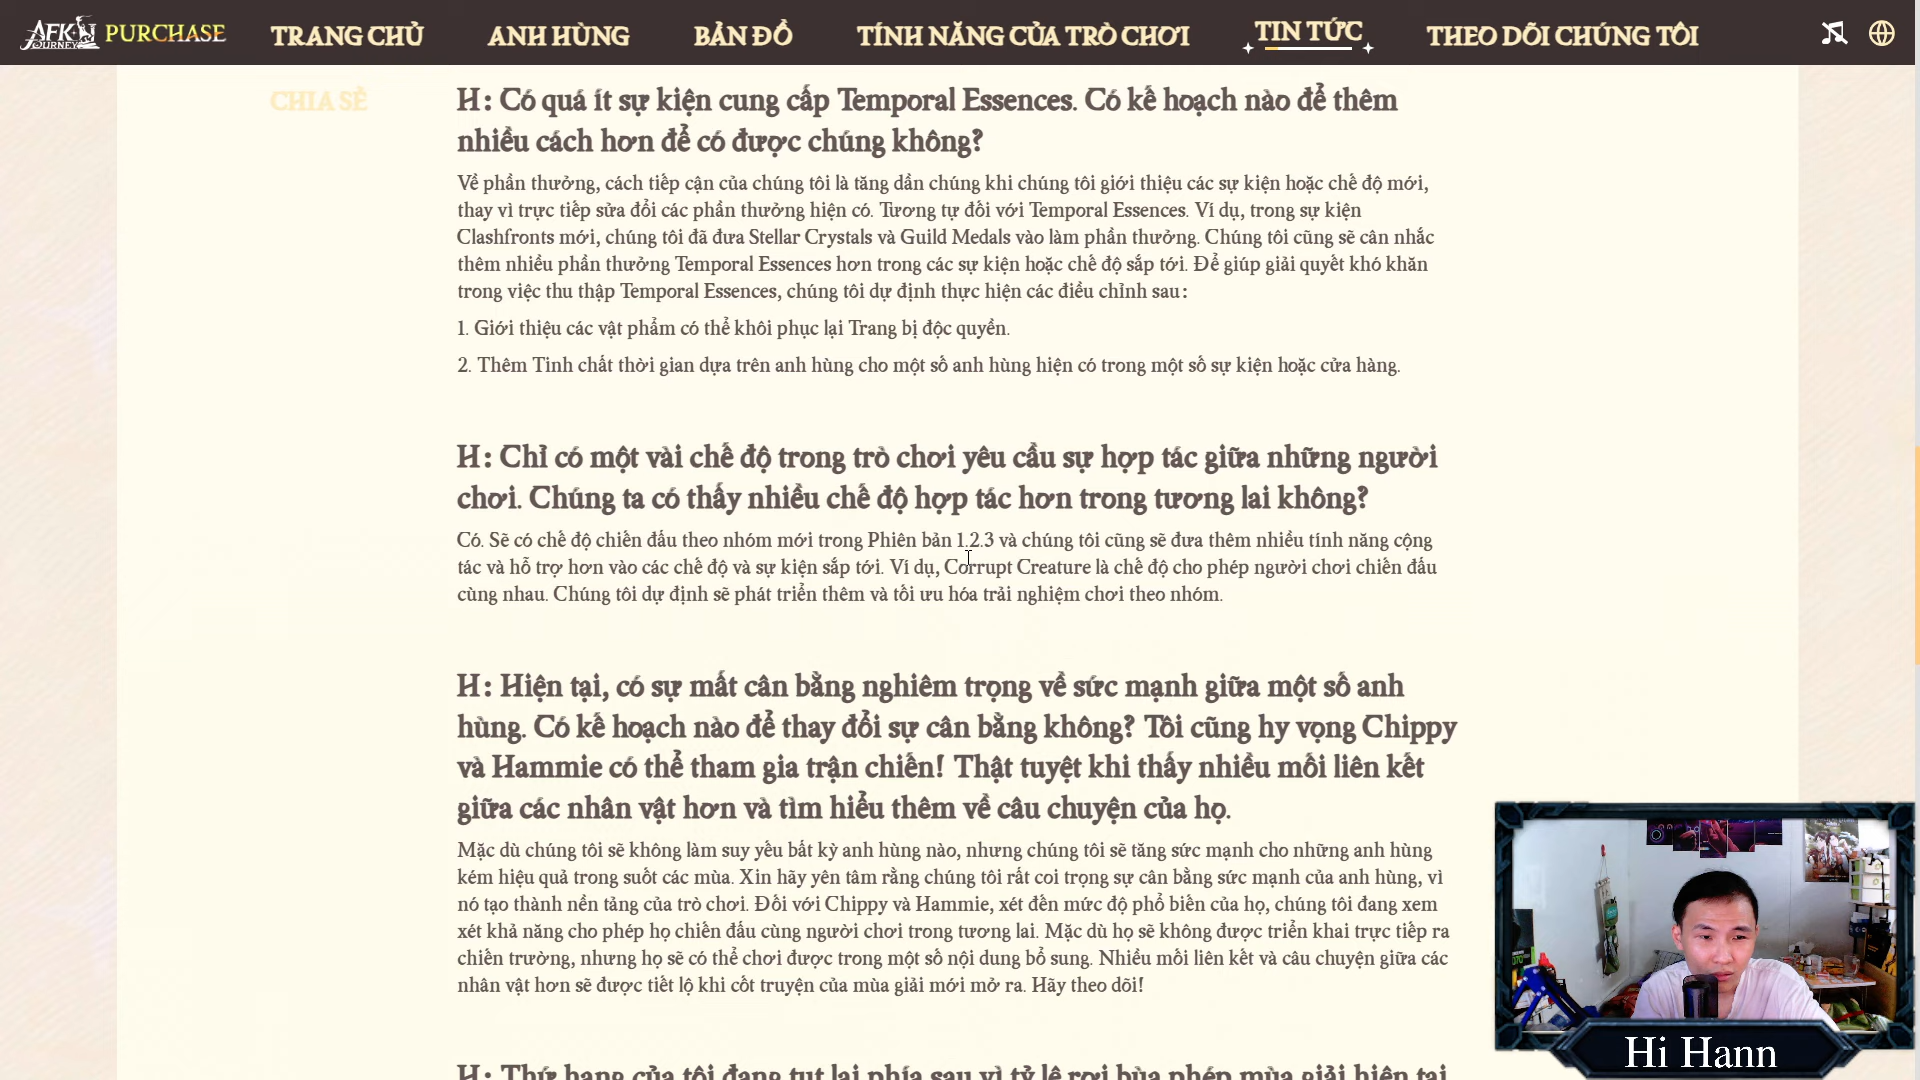 AFK JOURNEY PURCHASE TRANG CHỦ ANH HÙNG BẢN ĐỒ TÍNH NĂNG CỦA TRÒ CHƠI TIN TỨC THEO DÕI CHÚNG TÔI
CHIA SẺ
H: Có quá ít sự kiện cung cấp Temporal Essences. Có kế hoạch nào để thêm
nhiều cách hơn để có được chúng không?
Về phần thưởng, cách tiếp cận của chúng tôi là tăng dần chúng khi chúng tôi giới thiệu các sự kiện hoặc chế độ mới,
thay vì trực tiếp sửa đổi các phần thưởng hiện có. Tương tự đối với Temporal Essences. Ví dụ, trong sự kiện
Clashfronts mới, chúng tôi đã đưa Stellar Crystals và Guild Medals vào làm phần thưởng. Chúng tôi cũng sẽ cân nhắc
thêm nhiều phần thưởng Temporal Essences hơn trong các sự kiện hoặc chế độ sắp tới. Để giúp giải quyết khó khăn
trong việc thu thập Temporal Essences, chúng tôi dự định thực hiện các điều chỉnh sau:
1. Giới thiệu các vật phẩm có thể khôi phục lại Trang bị độc quyền.
2. Thêm Tinh chất thời gian dựa trên anh hùng cho một số anh hùng hiện có trong một số sự kiện hoặc cửa hàng.
H: Chỉ có một vài chế độ trong trò chơi yêu cầu sự hợp tác giữa những người
chơi. Chúng ta có thấy nhiều chế độ hợp tác hơn trong tương lai không?
Có. Sẽ có chế độ chiến đấu theo nhóm mới trong Phiên bản 1.2.3 và chúng tôi cũng sẽ đưa thêm nhiều tính năng cộng
tác và hỗ trợ hơn vào các chế độ và sự kiện sắp tới. Ví dụ, Corrupt Creature là chế độ cho phép người chơi chiến đấu
cùng nhau. Chúng tôi dự định sẽ phát triển thêm và tối ưu hóa trải nghiệm chơi theo nhóm.
H: Hiện tại, có sự mất cân bằng nghiêm trọng về sức mạnh giữa một số anh
hùng. Có kế hoạch nào để thay đổi sự cân bằng không? Tôi cũng hy vọng Chippy
và Hammie có thể tham gia trận chiến! Thật tuyệt khi thấy nhiều mối liên kết
giữa các nhân vật hơn và tìm hiểu thêm về câu chuyện của họ.
Mặc dù chúng tôi sẽ không làm suy yếu bất kỳ anh hùng nào, nhưng chúng tôi sẽ tăng sức mạnh cho những anh hùng
kém hiệu quả trong suốt các mùa. Xin hãy yên tâm rằng chúng tôi rất coi trọng sự cân bằng sức mạnh của anh hùng, vì
nó tạo thành nền tảng của trò chơi. Đối với Chippy và Hammie, xét đến mức độ phổ biến của họ, chúng tôi đang xem
xét khả năng cho phép họ chiến đấu cùng người chơi trong tương lai. Mặc dù họ sẽ không được triển khai trực tiếp ra
chiến trường, nhưng họ sẽ có thể chơi được trong một số nội dung bổ sung. Nhiều mối liên kết và câu chuyện giữa các
nhân vật hơn sẽ được tiết lộ khi cốt truyện của mùa giải mới mở ra. Hãy theo dõi!
H: Thứ hạng của tôi đang tụt lại phía sau vì tỷ lệ rơi bùa phép mùa giải hiện tại
Hi Hann